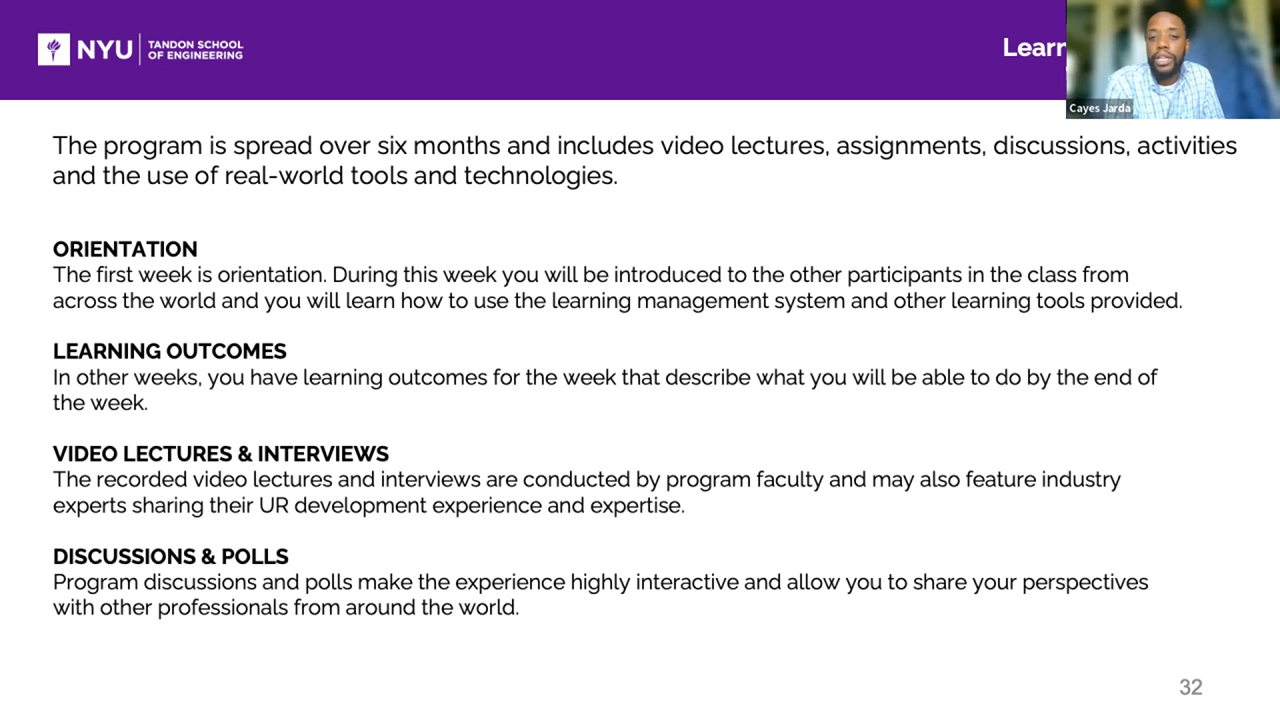 NYU
TANDON SCHOOL
OF ENGINEERING
Cayes Jarda
The program is spread over six months and includes video lectures, assignments, discussions, activities
and the use of real-world tools and technologies.
ORIENTATION
The first week is orientation. During this week you will be introduced to the other participants in the class from
across the world and you will learn how to use the learning management system and other learning tools provided.
LEARNING OUTCOMES
In other weeks, you have learning outcomes for the week that describe what you will be able to do by the end of
the week.
VIDEO LECTURES & INTERVIEWS
The recorded video lectures and interviews are conducted by program faculty and may also feature industry
experts sharing their UR development experience and expertise.
DISCUSSIONS & POLLS
Program discussions and polls make the experience highly interactive and allow you to share your perspectives
with other professionals from around the world.
32